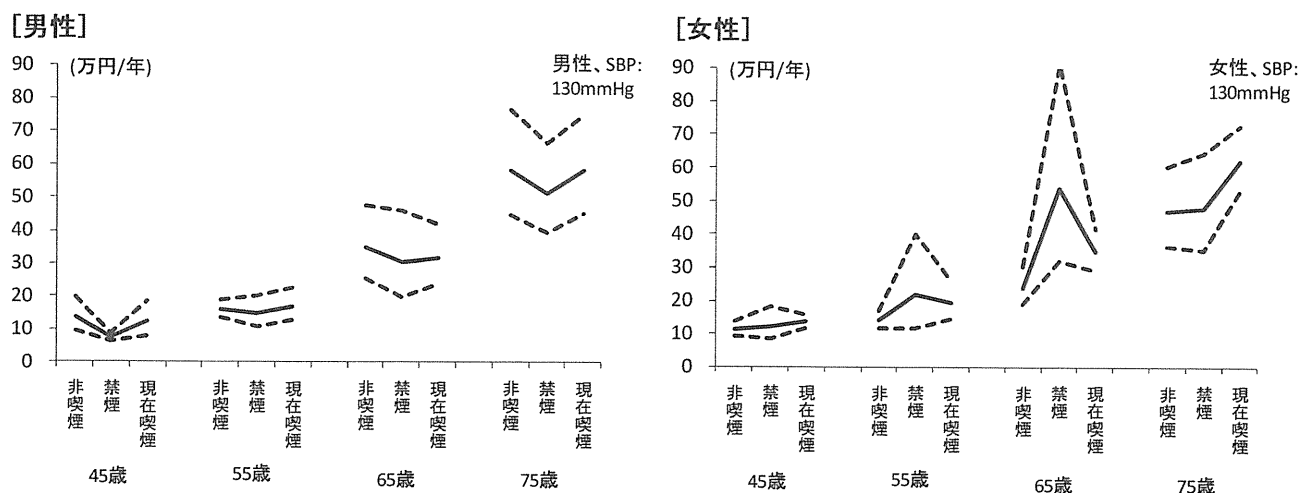 [男性]
(万円/年)
男性、SBP:
130mmHg
90
80
70
60
50
40
30
20
10
0
非喫煙
禁煙
現在喫煙
非喫煙
禁煙
現在喫煙
非喫煙
禁煙
現在喫煙
非喫煙
禁煙
現在喫煙
45歳
55歳
65歳
75歳
[女性]
(万円/年)
女性、SBP:
130mmHg
90
80
70
60
50
40
30
20
10
0
非喫煙
禁煙
現在喫煙
非喫煙
禁煙
現在喫煙
非喫煙
禁煙
現在喫煙
非喫煙
禁煙
現在喫煙
45歳
55歳
65歳
75歳